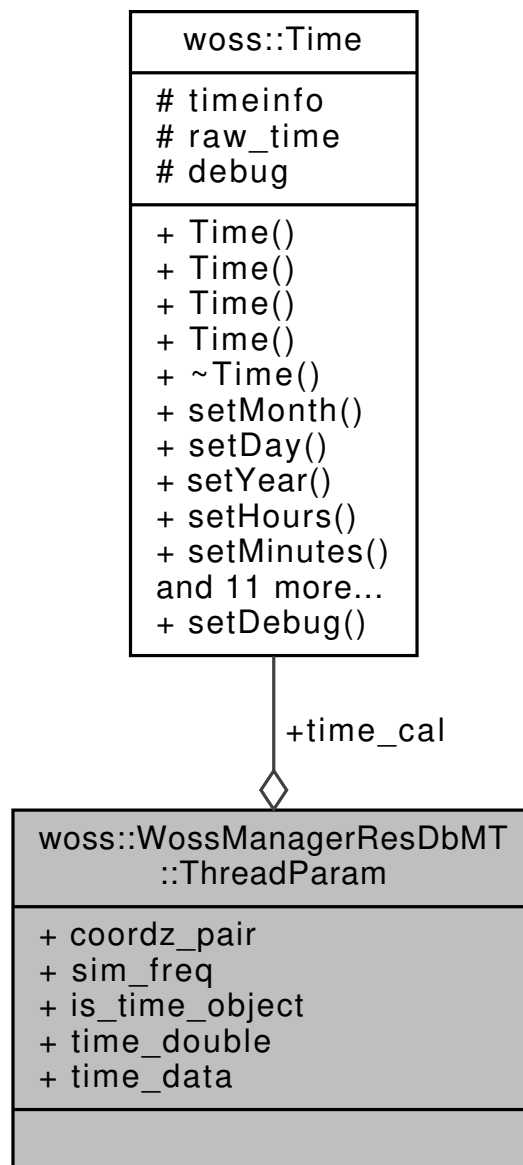 woss::Time
# timeinfo
# raw_time
# debug
+ Time()
+ Time()
+ Time()
+ Time()
+ ~Time()
+ setMonth()
+ setDay()
+ setYear()
+ setHours()
+ setMinutes()
and 11 more...
+ setDebug()
+time_cal
woss::WossManagerResDbMT
::ThreadParam
+ coordz_pair
+ sim_freq
+ is_time_object
+ time_double
+ time_data